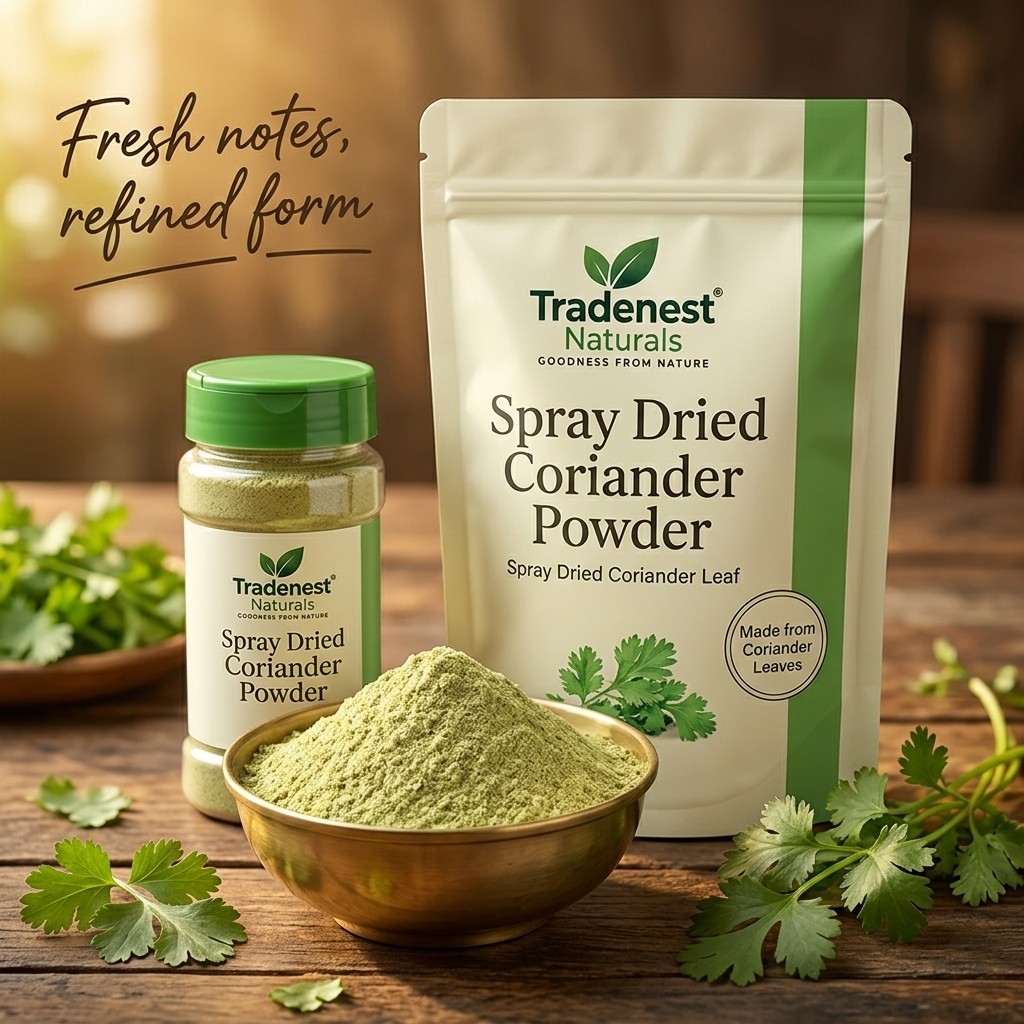 Fresh notes,
refined form
Tradenest®
Naturals
GOODNESS FROM NATURE
Spray Dried
Coriander
Powder
Spray Dried Coriander Leaf
Made from
Coriander
Leaves
Tradenest®
Naturals
GOODNESS FROM NATURE
Spray Dried
Coriander
Powder